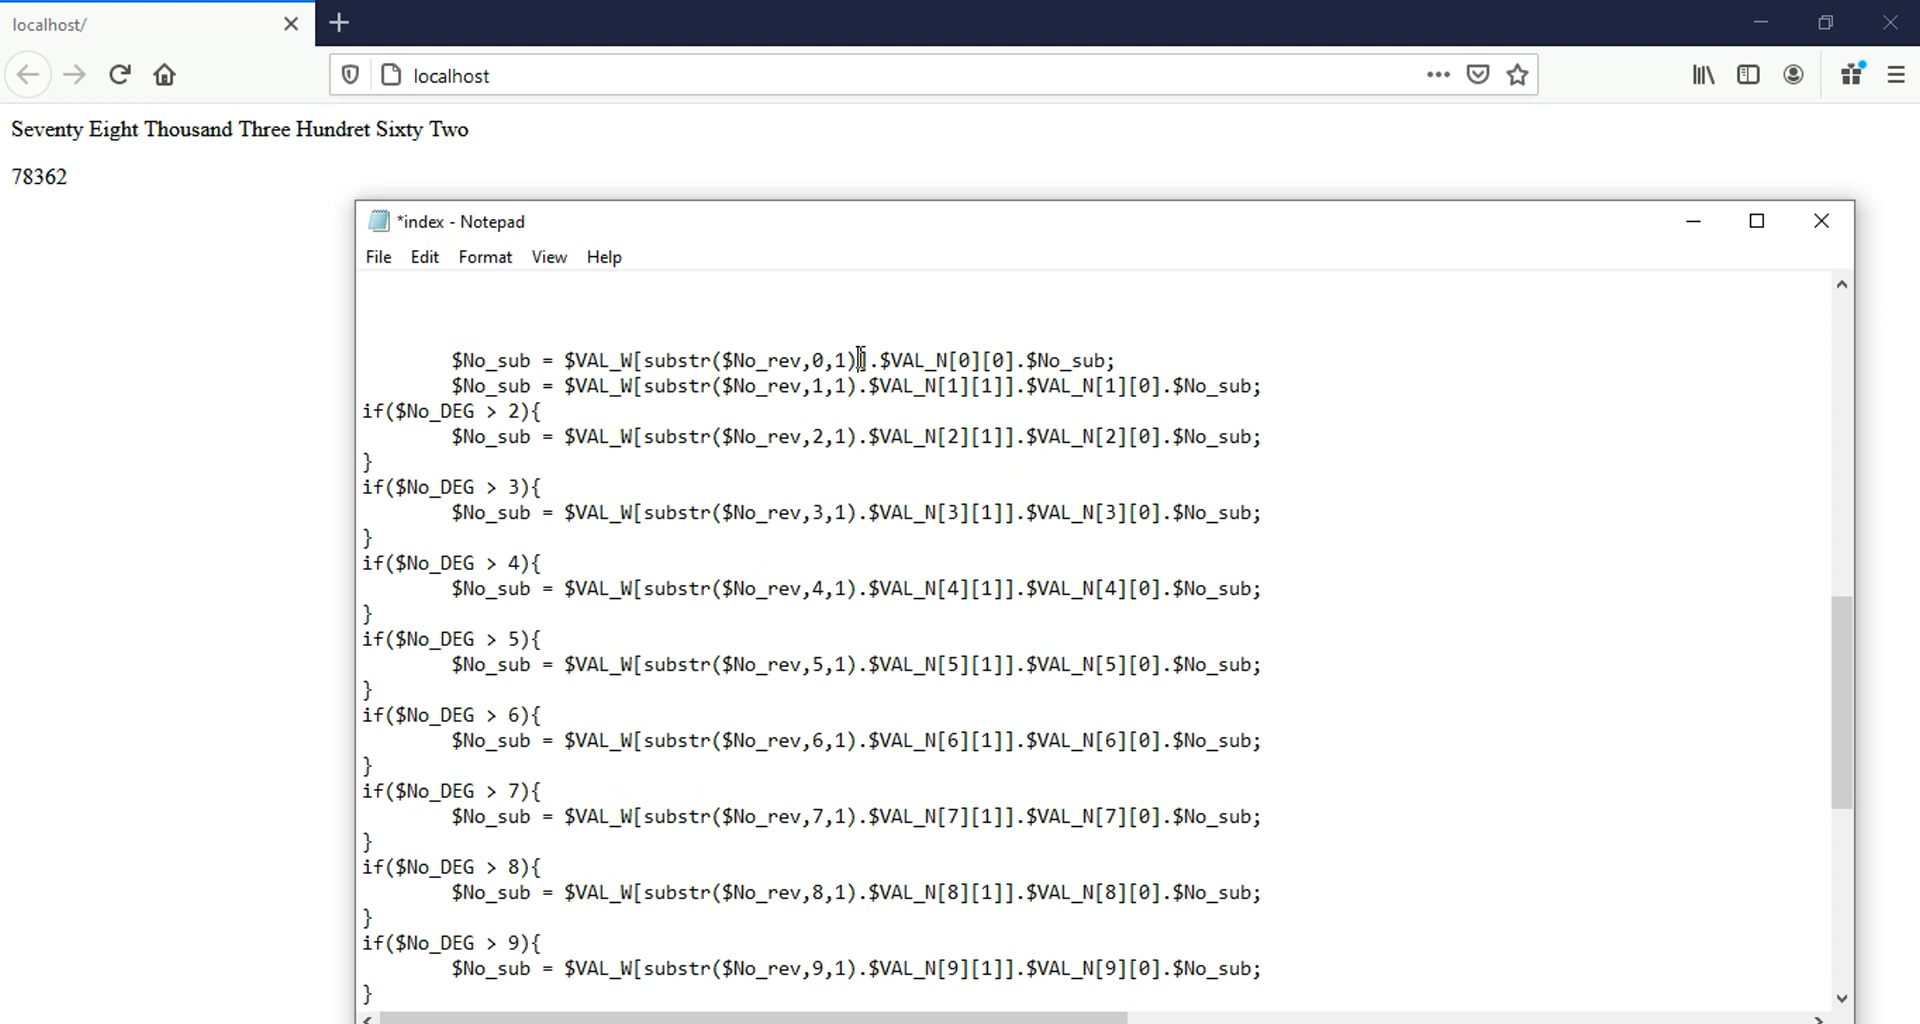 localhost/
localhost
Seventy Eight Thousand Three Hundret Sixty Two
78362
*index - Notepad
File Edit Format View Help
$No_sub = $VAL_W[substr($No_rev,0,1)].$VAL_N[0][0].$No_sub;
$No_sub = $VAL_W[substr($No_rev,1,1).$VAL_N[1][1]].$VAL_N[1][0].$No_sub;
if($No_DEG > 2){
$No_sub = $VAL_W[substr($No_rev,2,1).$VAL_N[2][1]].$VAL_N[2][0].$No_sub;
}
if($No_DEG > 3){
$No_sub = $VAL_W[substr($No_rev,3,1).$VAL_N[3][1]].$VAL_N[3][0].$No_sub;
}
if($No_DEG > 4){
$No_sub = $VAL_W[substr($No_rev,4,1).$VAL_N[4][1]].$VAL_N[4][0].$No_sub;
}
if($No_DEG > 5){
$No_sub = $VAL_W[substr($No_rev,5,1).$VAL_N[5][1]].$VAL_N[5][0].$No_sub;
}
if($No_DEG > 6){
$No_sub = $VAL_W[substr($No_rev,6,1).$VAL_N[6][1]].$VAL_N[6][0].$No_sub;
}
if($No_DEG > 7){
$No_sub = $VAL_W[substr($No_rev,7,1).$VAL_N[7][1]].$VAL_N[7][0].$No_sub;
}
if($No_DEG > 8){
$No_sub = $VAL_W[substr($No_rev,8,1).$VAL_N[8][1]].$VAL_N[8][0].$No_sub;
}
if($No_DEG > 9){
$No_sub = $VAL_W[substr($No_rev,9,1).$VAL_N[9][1]].$VAL_N[9][0].$No_sub;
}